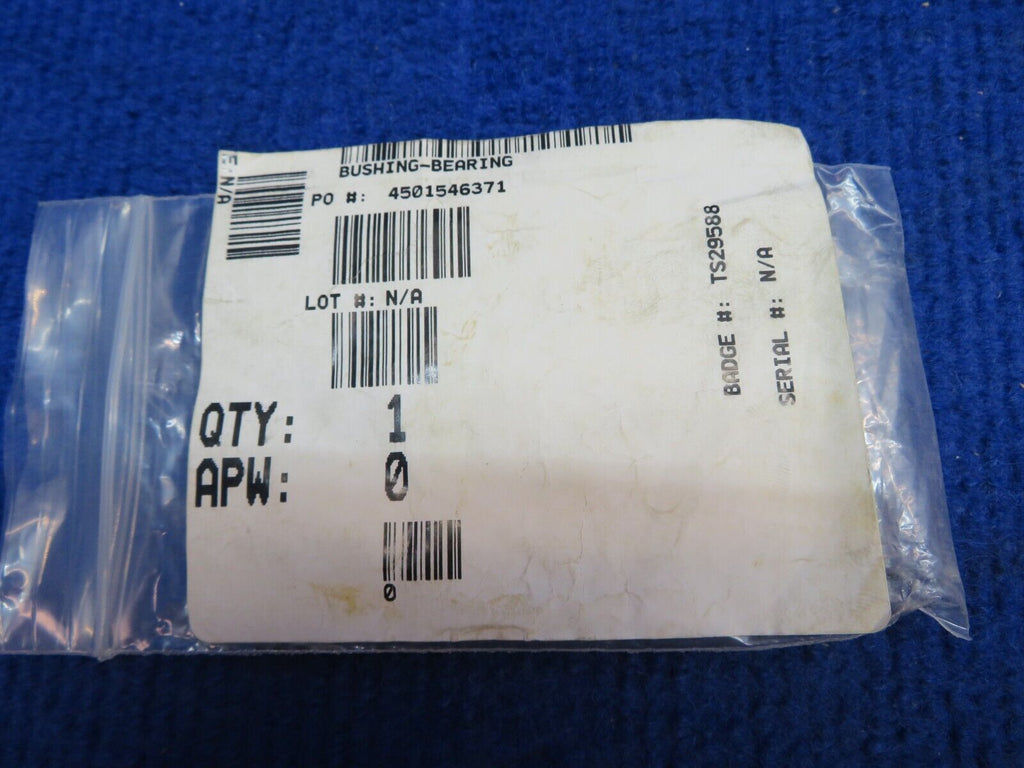 BUSHING-BEARING
E: N/A
PO #: 4501546371
LOT #: N/A
QTY: 1
APW: 0
0
BADGE #: TS29588
SERIAL #: N/A